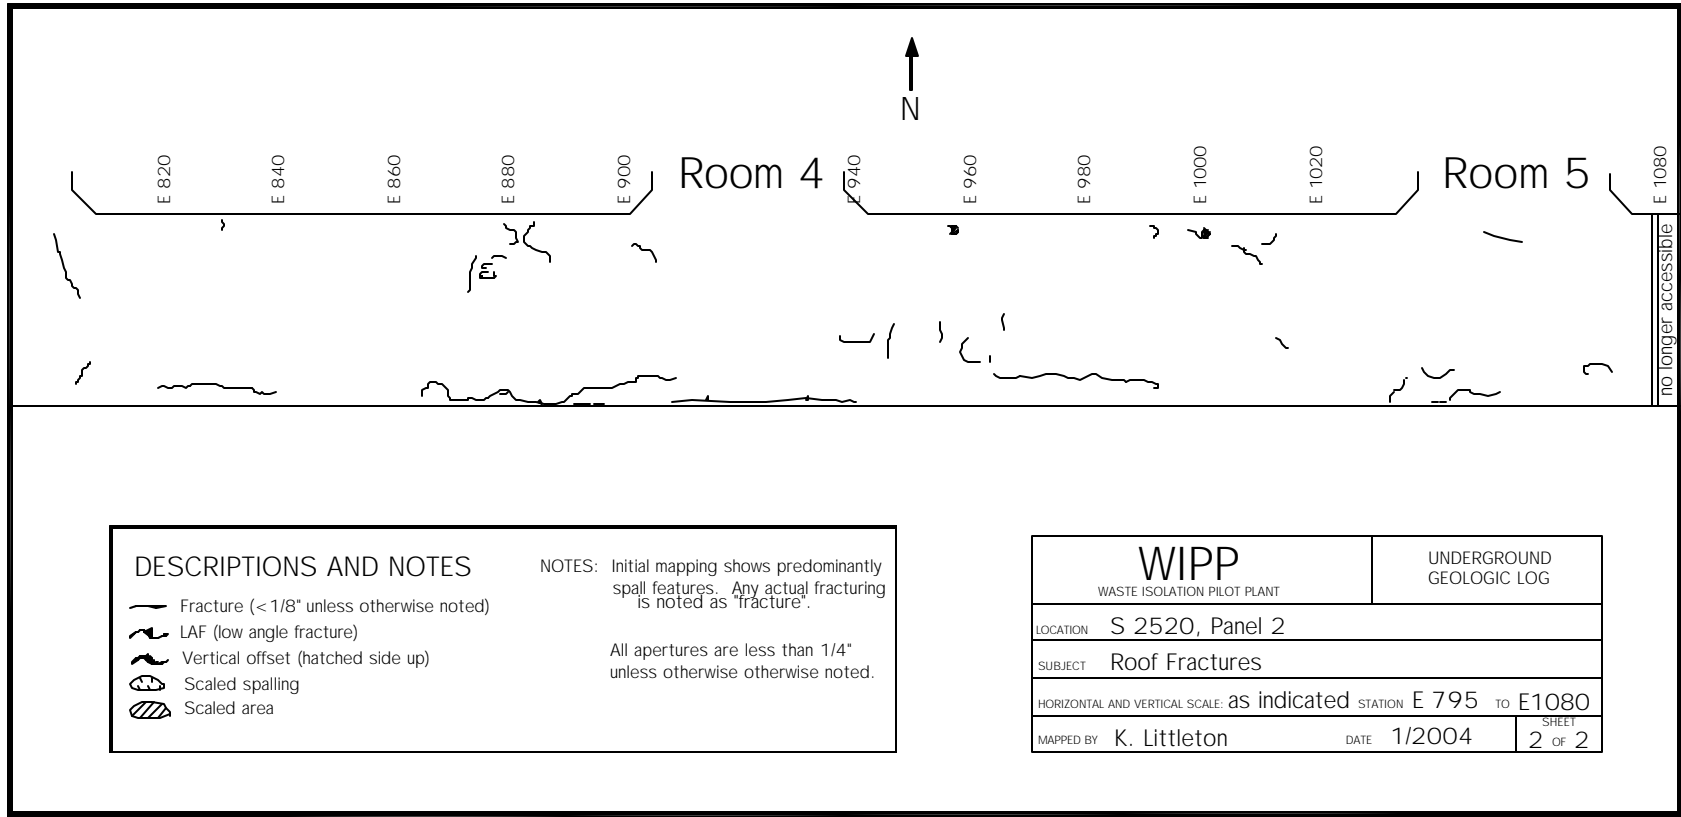 N
E 820
E 840
E 860
E 880
E 900
Room 4
E 940
E 960
E 980
E 1000
E 1020
Room 5
E 1080
no longer accessible
DESCRIPTIONS AND NOTES
Fracture (<1/8" unless otherwise noted)
LAF (low angle fracture)
Vertical offset (hatched side up)
Scaled spalling
Scaled area
NOTES: Initial mapping shows predominantly
spall features. Any actual fracturing
is noted as "fracture".
All apertures are less than 1/4"
unless otherwise otherwise noted.
WIPP
WASTE ISOLATION PILOT PLANT
UNDERGROUND
GEOLOGIC LOG
LOCATION S 2520, Panel 2
SUBJECT Roof Fractures
HORIZONTAL AND VERTICAL SCALE: as indicated STATION E 795 TO E1080
MAPPED BY K. Littleton DATE 1/2004
SHEET
2 OF 2